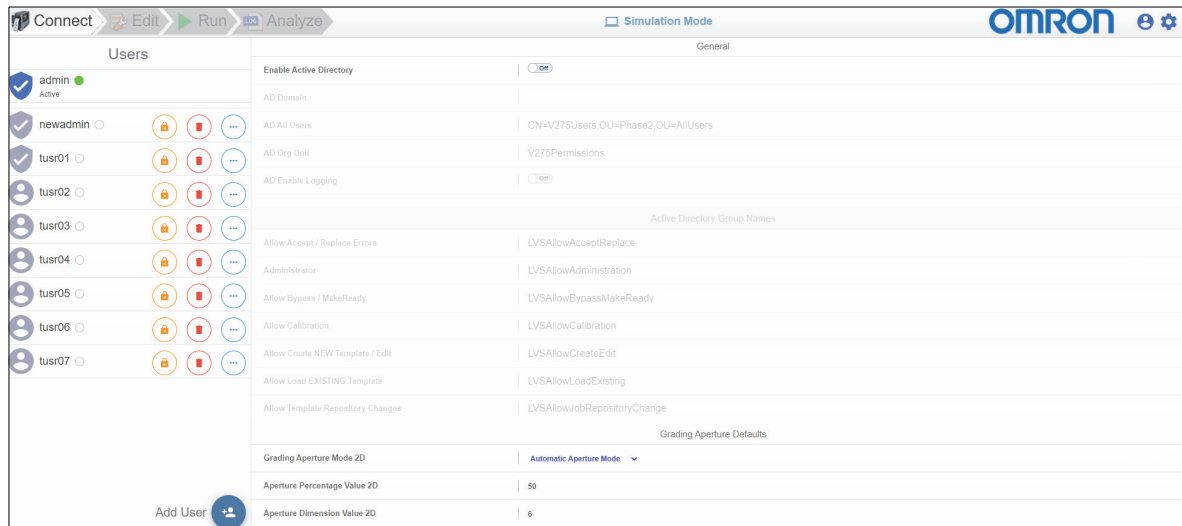 Connect Edit Run LOG Analyze Simulation Mode OMRON
Users
admin
Active
newadmin
tusr01
tusr02
tusr03
tusr04
tusr05
tusr06
tusr07
Add User
General
Enable Active Directory Off
AD Domain
AD All Users CN=V275Users,OU=Phase2,OU=AllUsers
AD Org Unit V275Permissions
AD Enable Logging Off
Active Directory Group Names
Allow Accept / Replace Errors LVSAllowAcceptReplace
Administrator LVSAllowAdministration
Allow Bypass / MakeReady LVSAllowBypassMakeReady
Allow Calibration LVSAllowCalibration
Allow Create NEW Template / Edit LVSAllowCreateEdit
Allow Load EXISTING Template LVSAllowLoadExisting
Allow Template Repository Changes LVSAllowJobRepositoryChange
Grading Aperture Defaults
Grading Aperture Mode 2D Automatic Aperture Mode
Aperture Percentage Value 2D 50
Aperture Dimension Value 2D 6